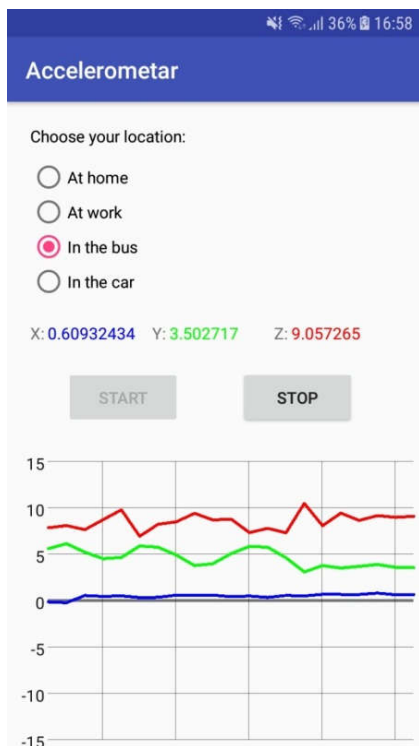 36% 16:58
Accelerometar
Choose your location:
At home
At work
In the bus
In the car
X: 0.60932434 Y: 3.502717 Z: 9.057265
START STOP
15
10
5
0
-5
-10
-15